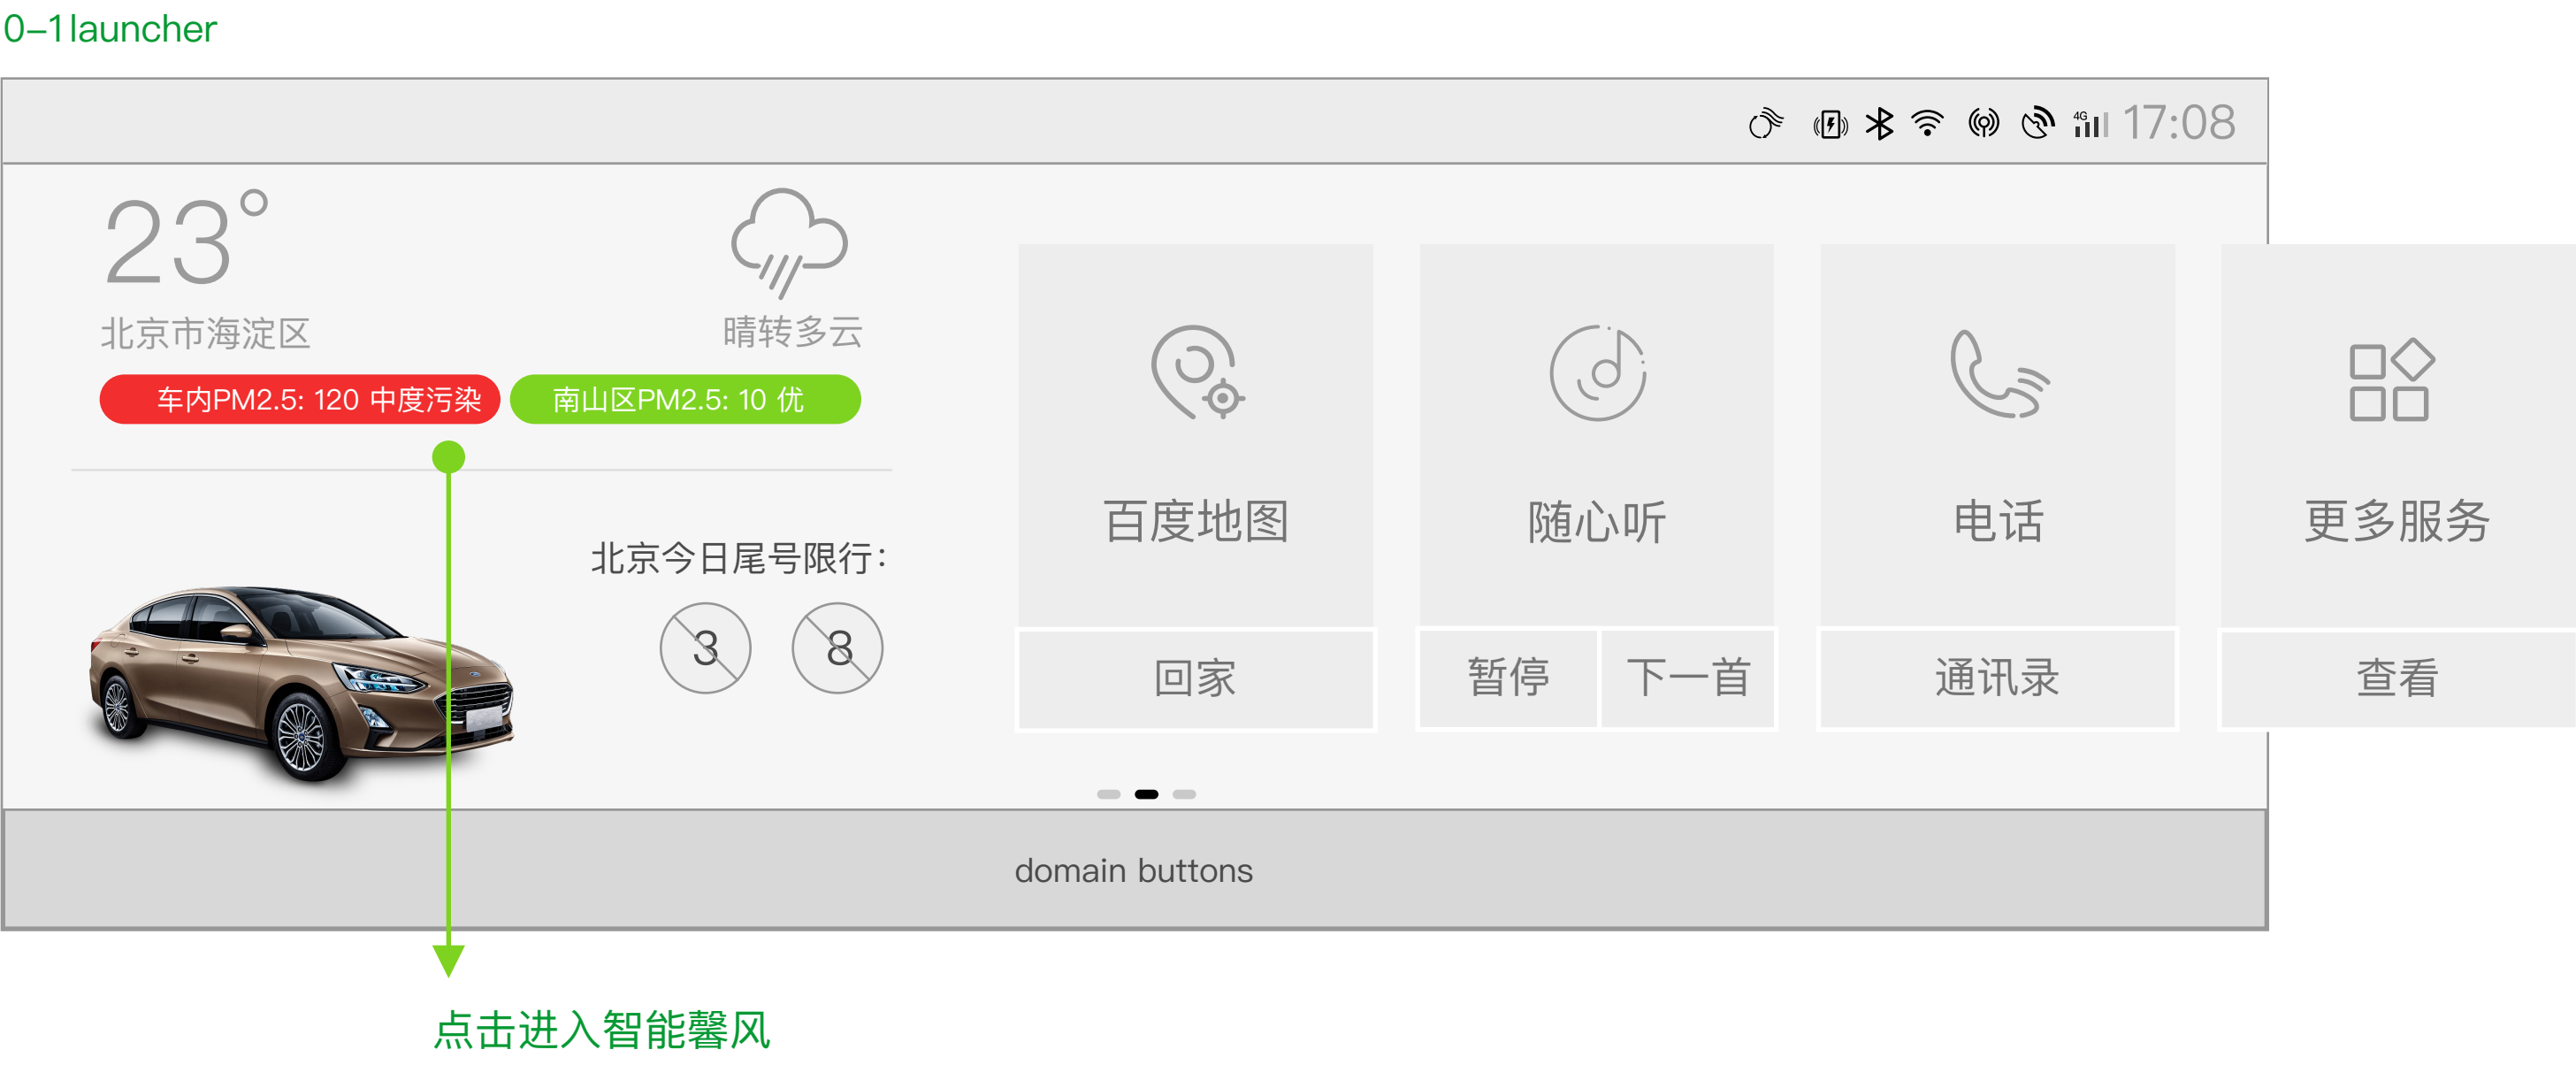 0-1 launcher
4G 17:08
23°
北京市海淀区
晴转多云
车内PM2.5: 120 中度污染
南山区PM2.5: 10 优
北京今日尾号限行：
3 8
百度地图
随心听
电话
更多服务
回家
暂停
下一首
通讯录
查看
domain buttons
点击进入智能馨风